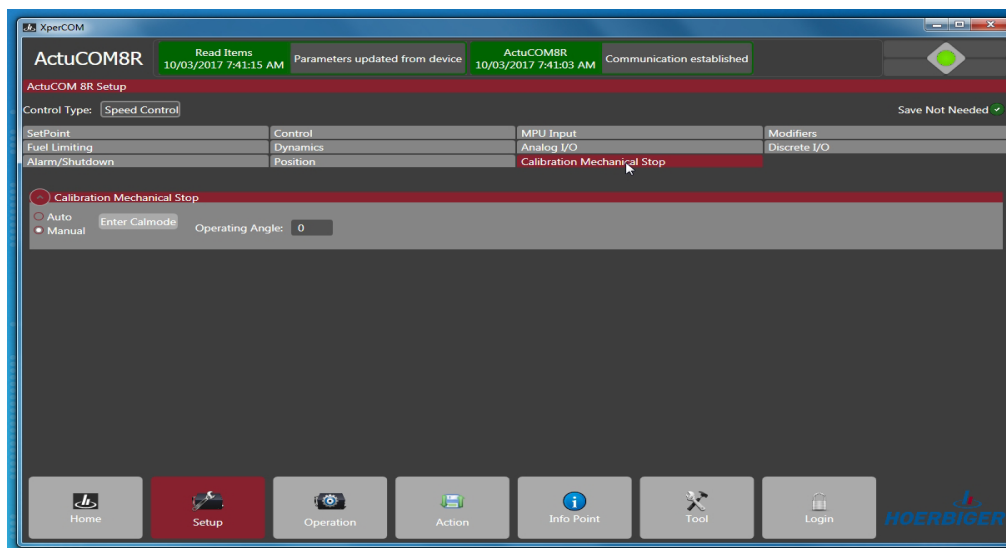 XperCOM
ActuCOM8R
Read Items
10/03/2017 7:41:15 AM
Parameters updated from device
ActuCOM8R
10/03/2017 7:41:03 AM
Communication established
ActuCOM 8R Setup
Control Type: Speed Control
Save Not Needed
SetPoint Control MPU Input Modifiers
Fuel Limiting Dynamics Analog I/O Discrete I/O
Alarm/Shutdown Position Calibration Mechanical Stop
Calibration Mechanical Stop
Auto
Manual
Enter Calmode
Operating Angle: 0
Home Setup Operation Action Info Point Tool Login
HOERBIGER